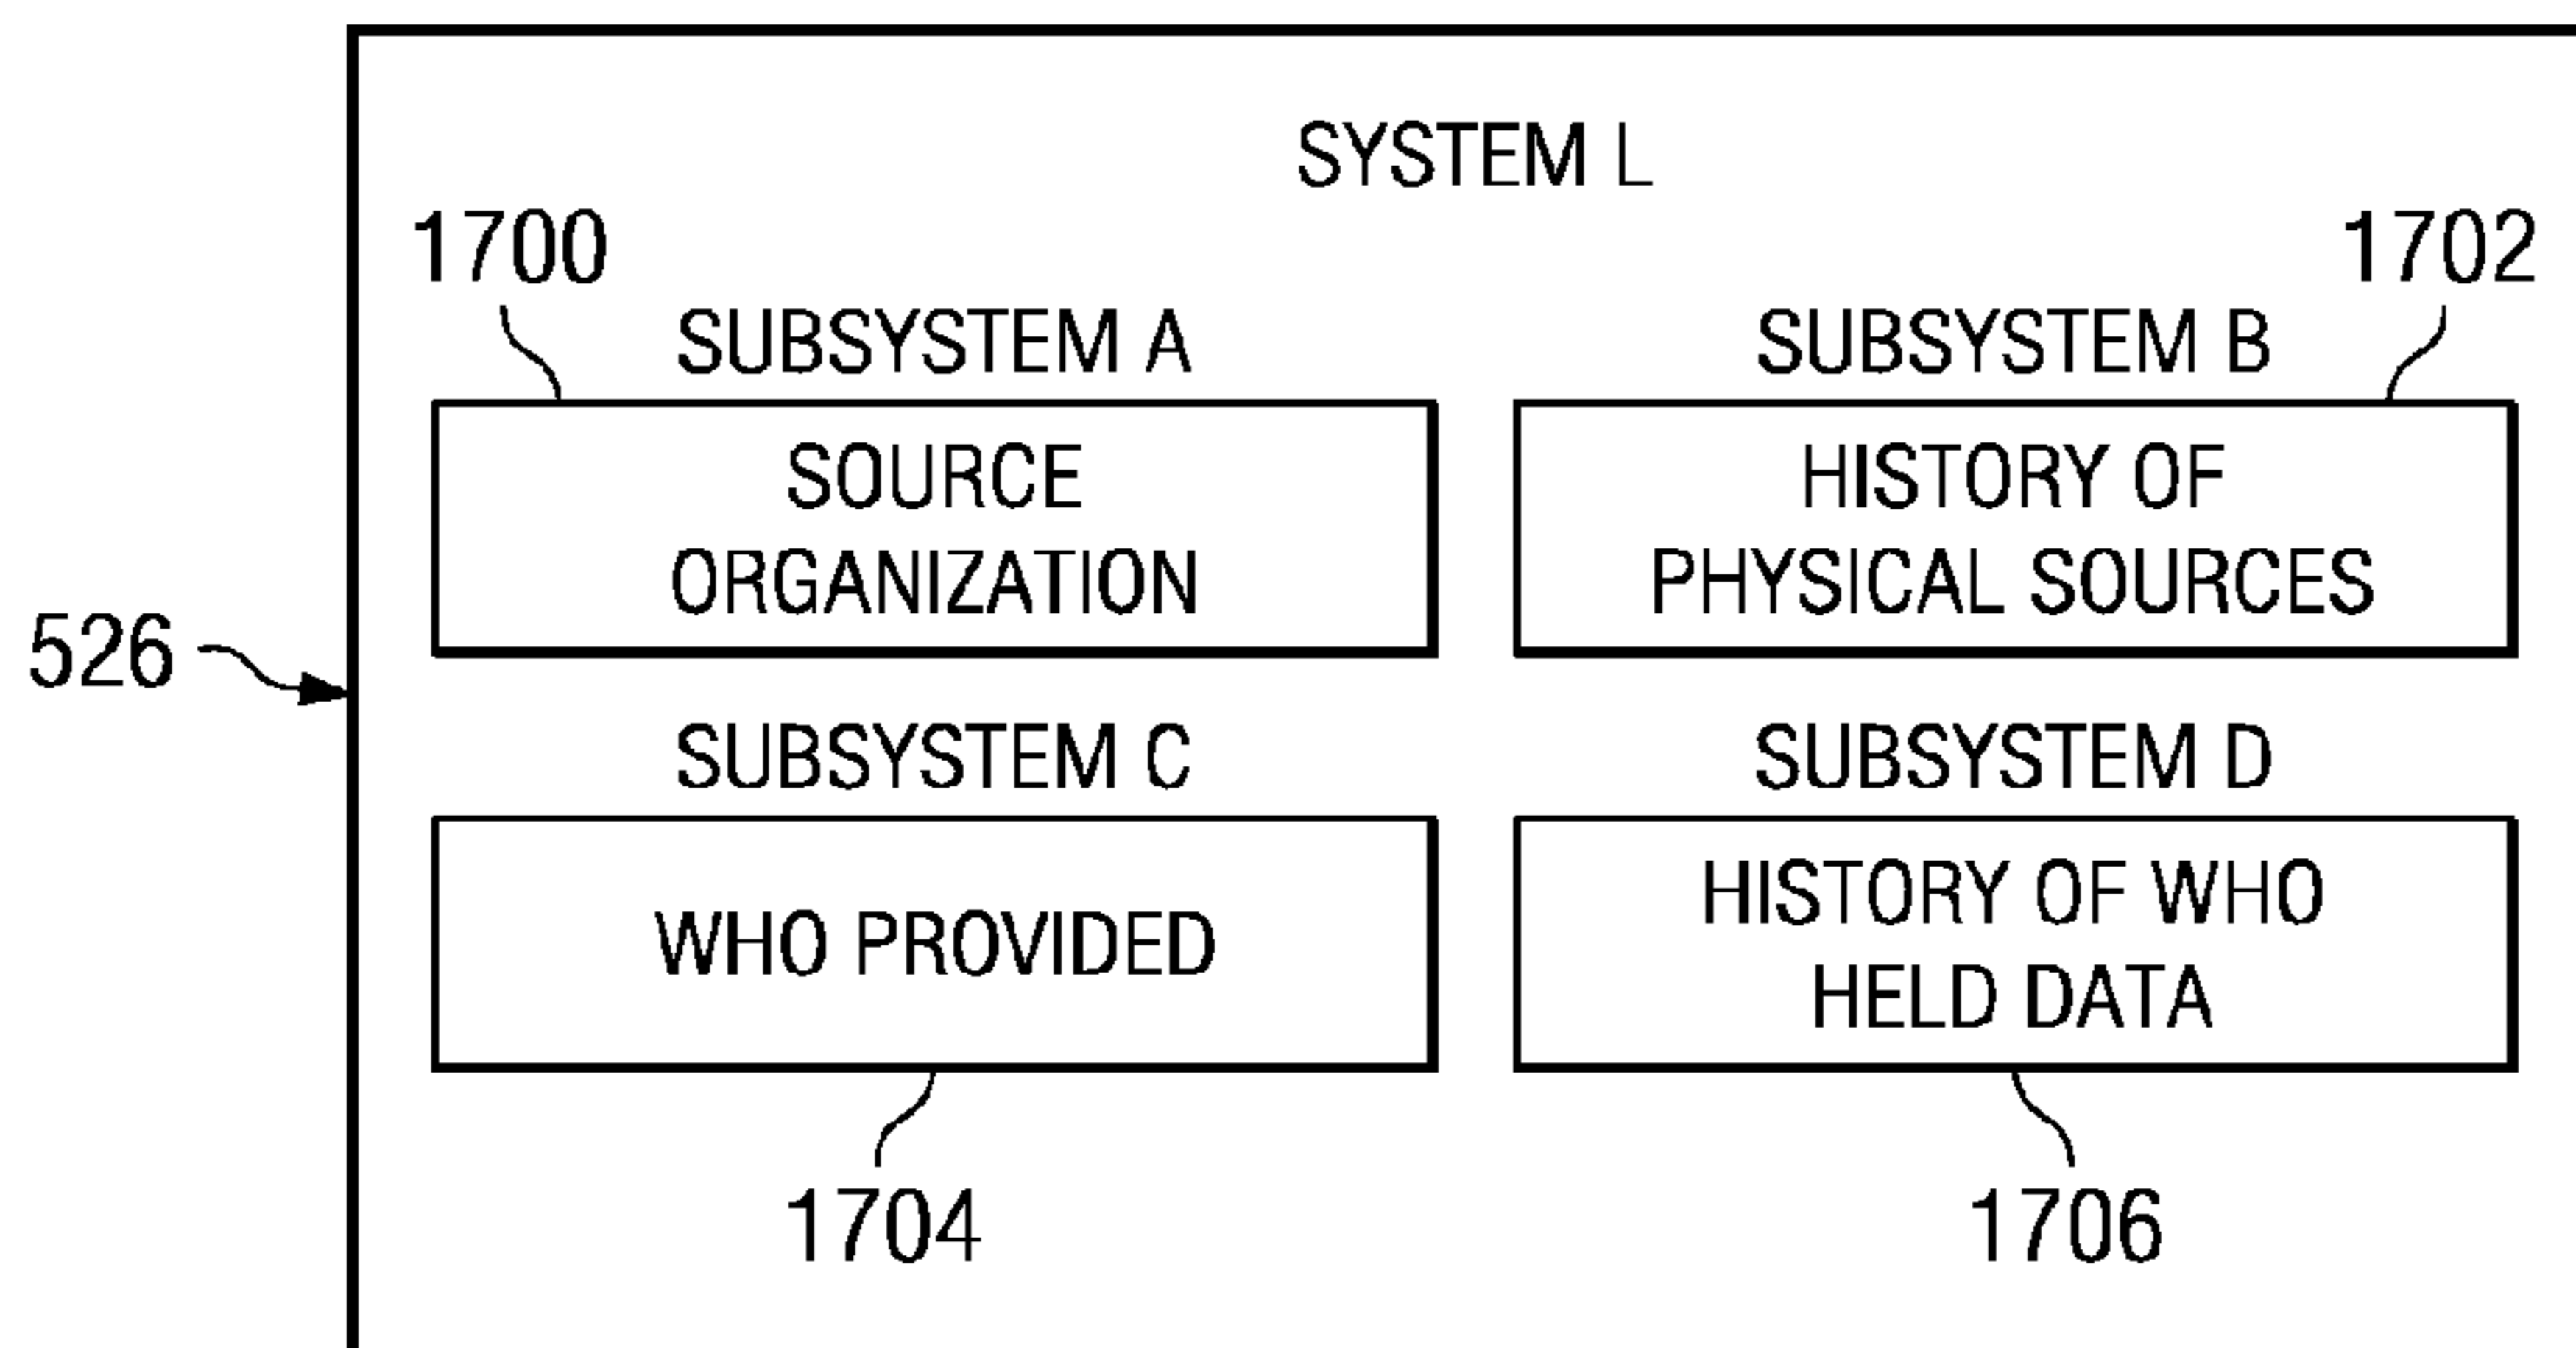 SYSTEM L
1700
1702
SUBSYSTEM A
SUBSYSTEM B
SOURCE
ORGANIZATION
HISTORY OF
PHYSICAL SOURCES
526
SUBSYSTEM C
SUBSYSTEM D
WHO PROVIDED
HISTORY OF WHO
HELD DATA
1704
1706